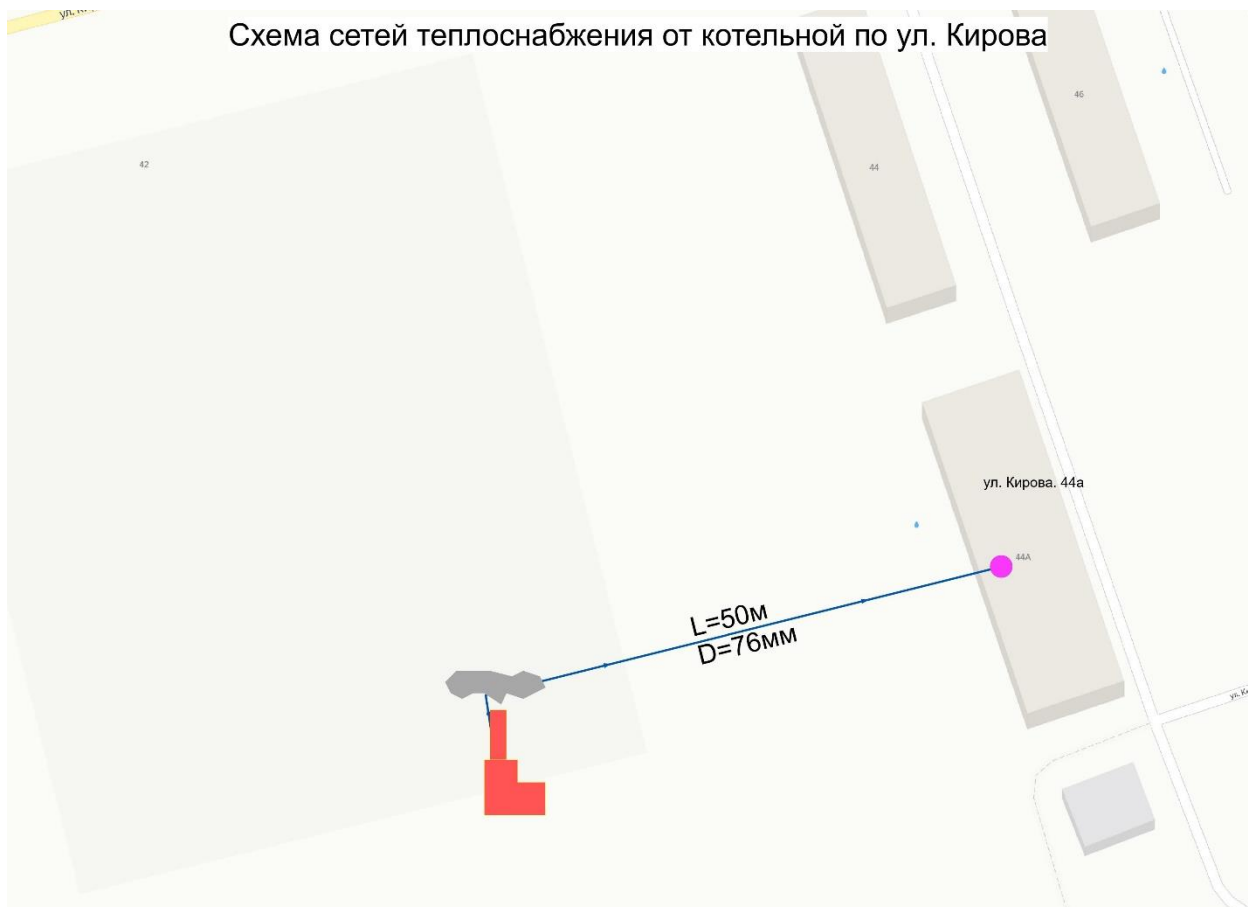 Схема сетей теплоснабжения от котельной по ул. Кирова
46
42
44
ул. Кирова. 44а
44А
L=50м
D=76мм